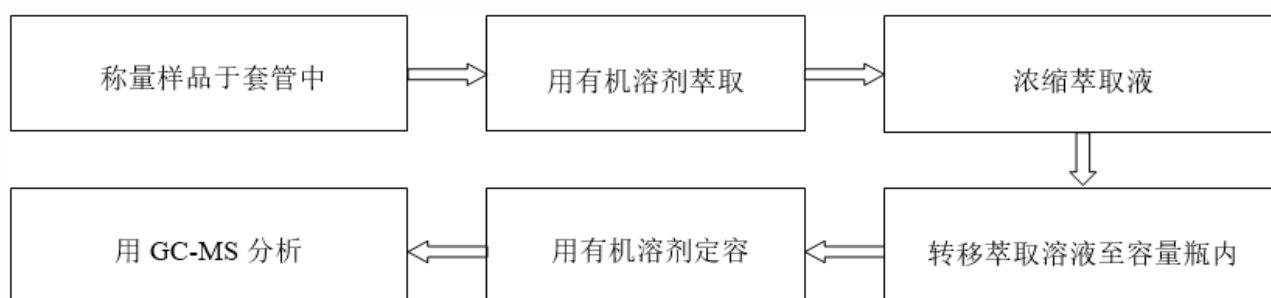 称量样品于套管中
用有机溶剂萃取
浓缩萃取液
转移萃取溶液至容量瓶内
用有机溶剂定容
用 GC-MS 分析